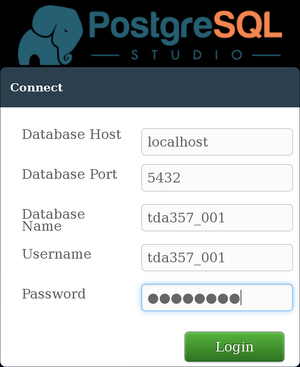 PostgreSQL
STUDIO
Connect
Database Host
localhost
Database Port
5432
Database
Name
tda357_001
Username
tda357_001
Password
●●●●●●●●
Login